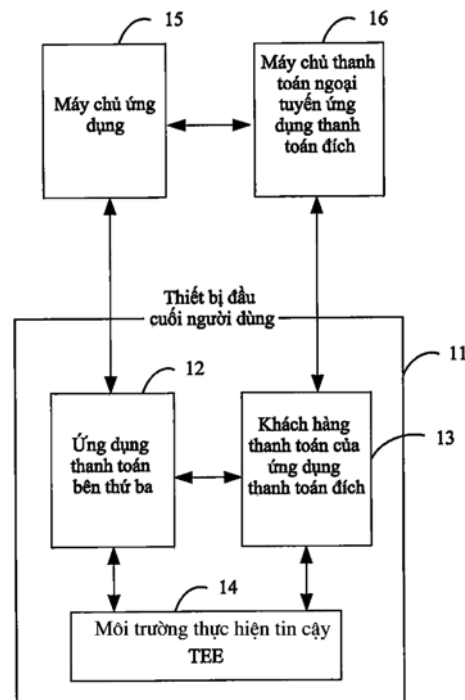 15
16
Máy chủ ứng
dụng
Máy chủ thanh
toán ngoại
tuyến ứng
dụng thanh
toán đích
Thiết bị đầu
cuối người dùng
11
12
13
Ứng dụng
thanh toán
bên thứ ba
Khách hàng
thanh toán của
ứng dụng
thanh toán đích
14
Môi trường thực hiện tin cậy
TEE